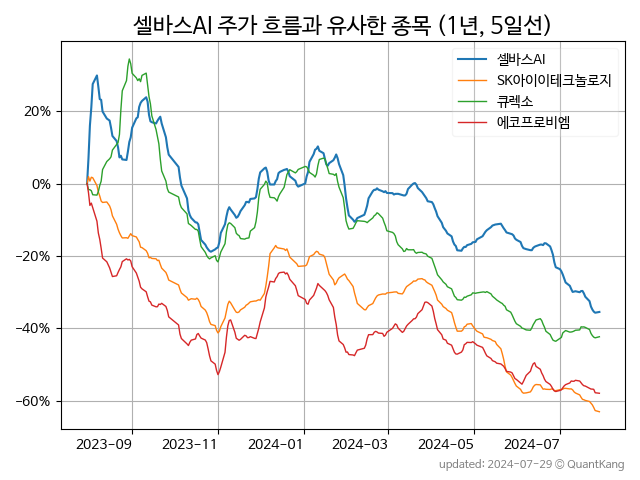 셀바스AI 주가 흐름과 유사한 종목 (1년, 5일선)
셀바스AI
SK아이이테크놀로지
큐렉소
에코프로비엠
20%
0%
−20%
−40%
−60%
2023-09
2023-11
2024-01
2024-03
2024-05
2024-07
updated: 2024-07-29 © QuantKang